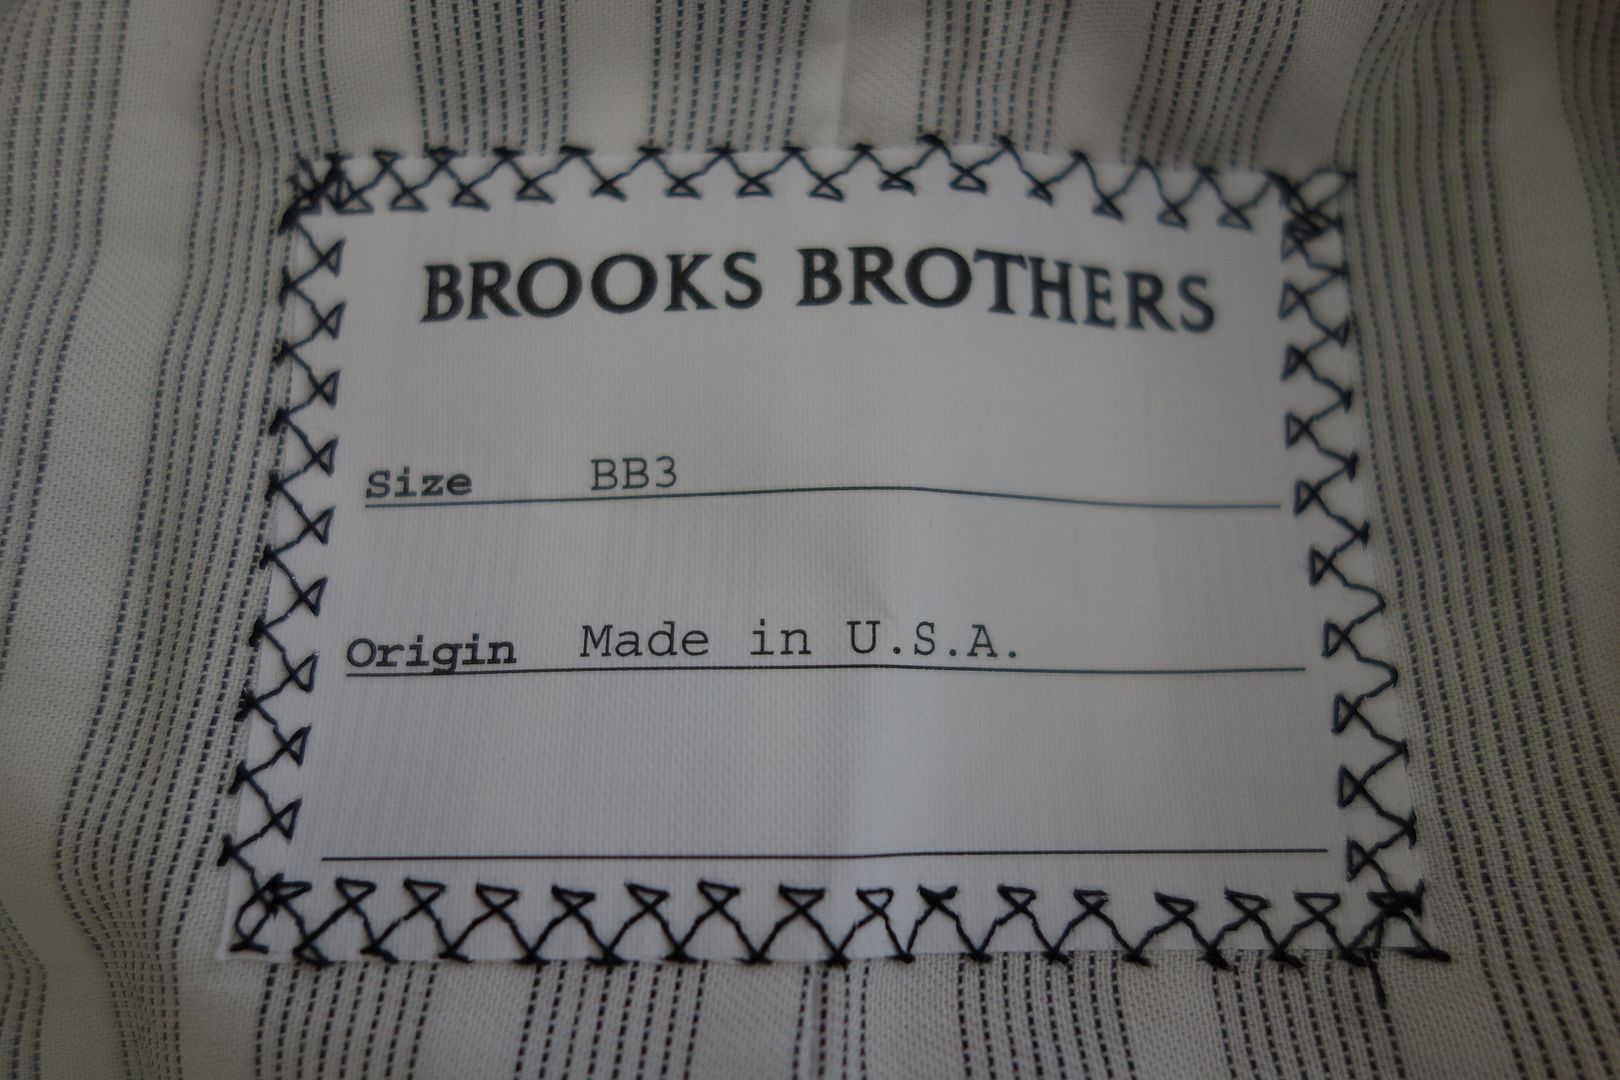 BROOKS BROTHERS
Size BB3
Origin Made in U.S.A.